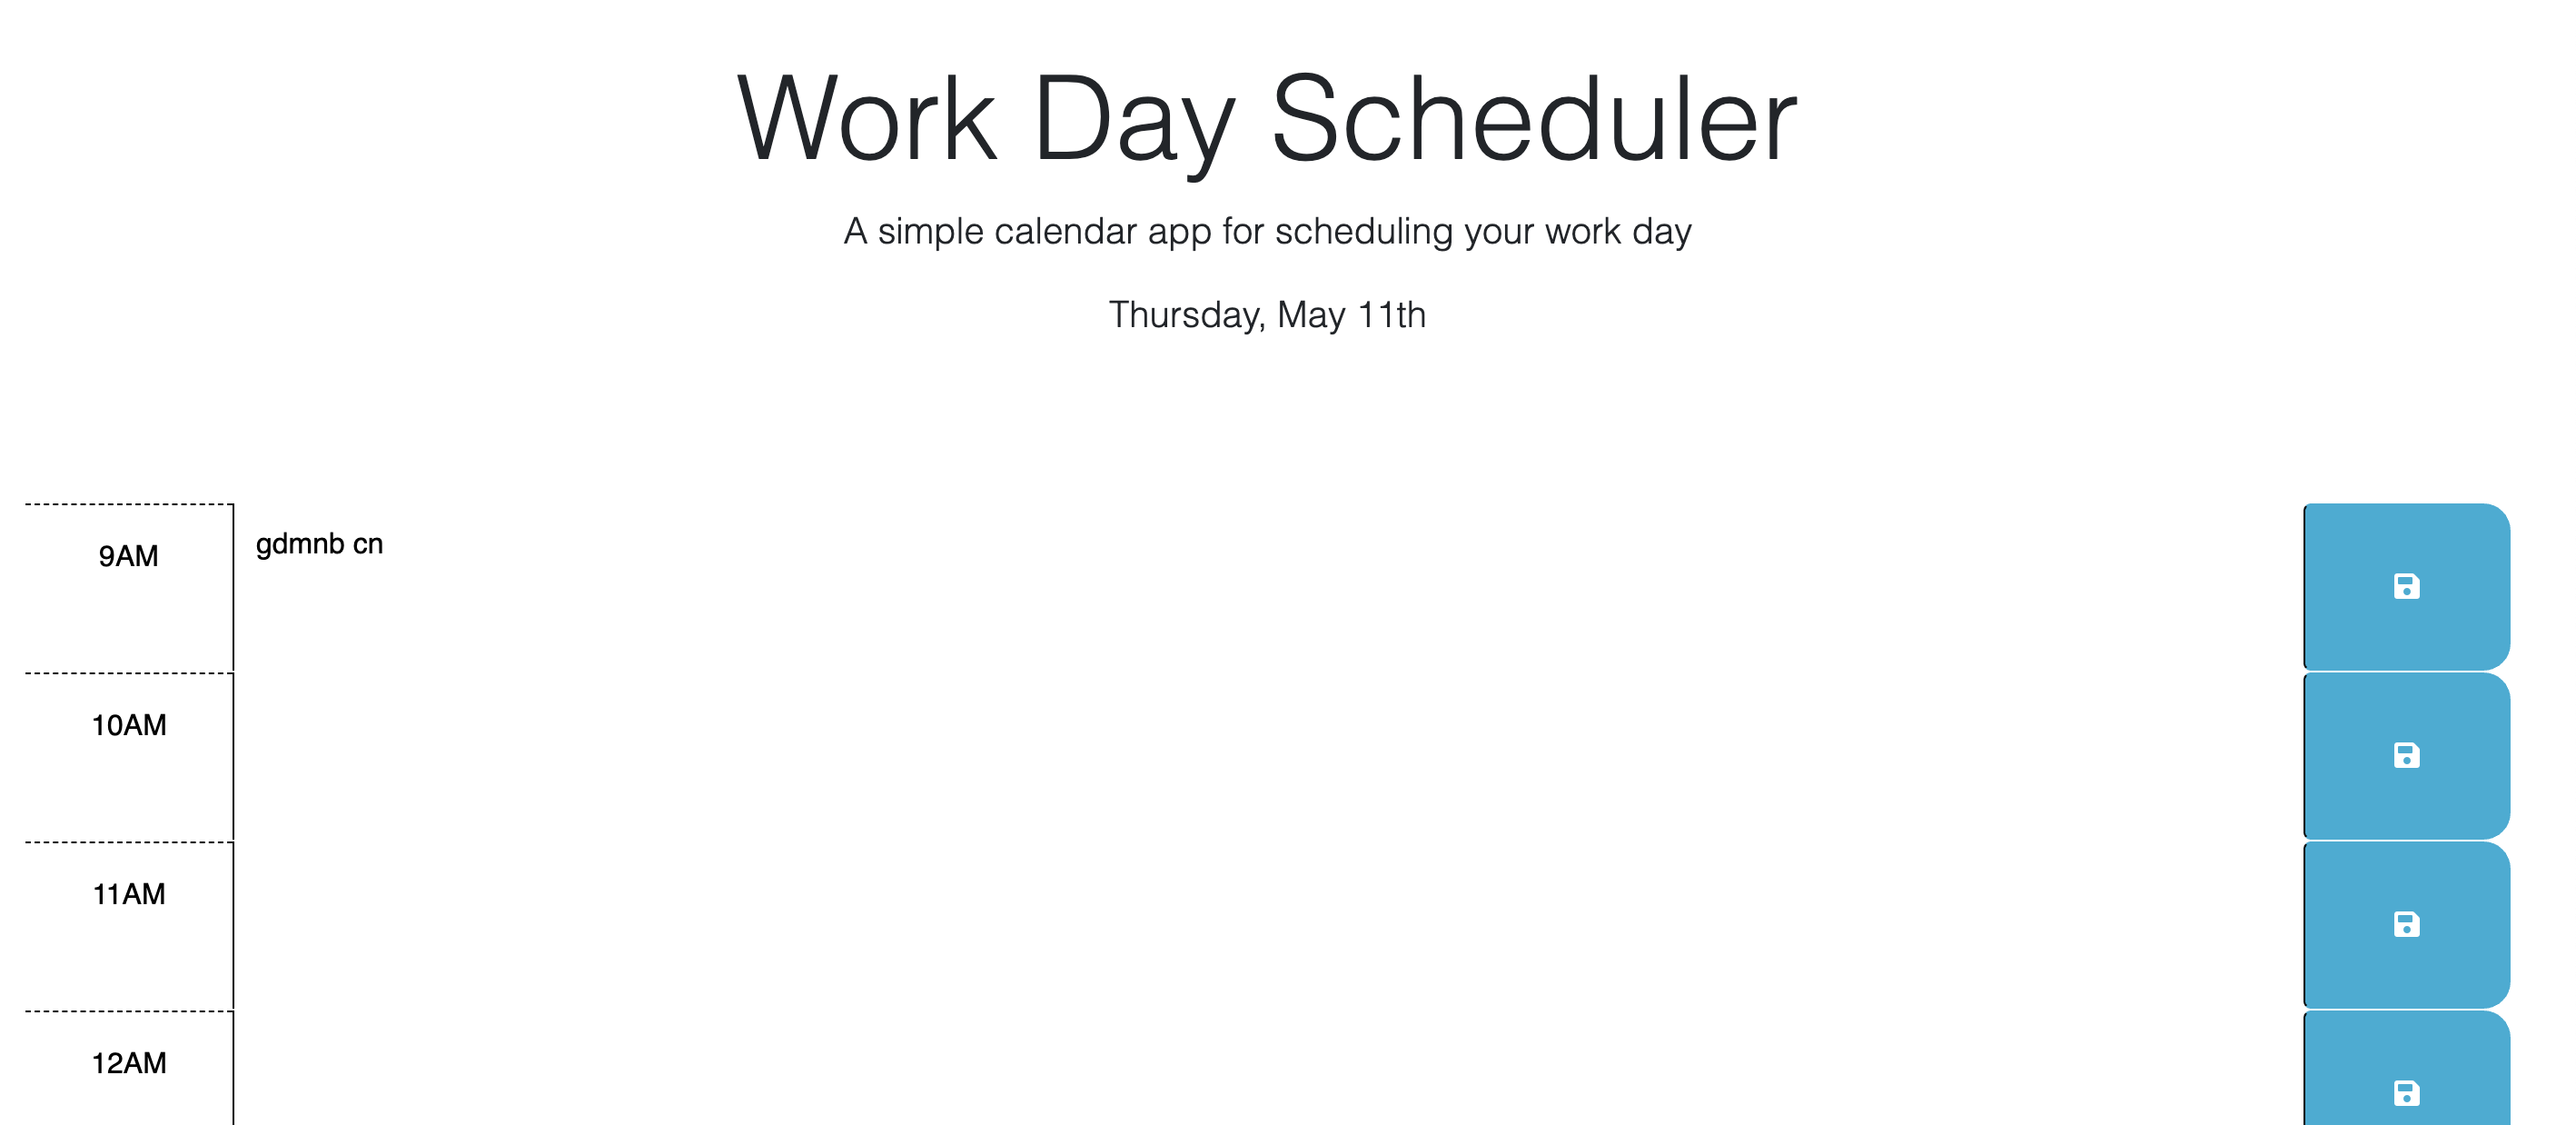 Work Day Scheduler
A simple calendar app for scheduling your work day
Thursday, May 11th
9AM
gdmnb cn
10AM
11AM
12AM